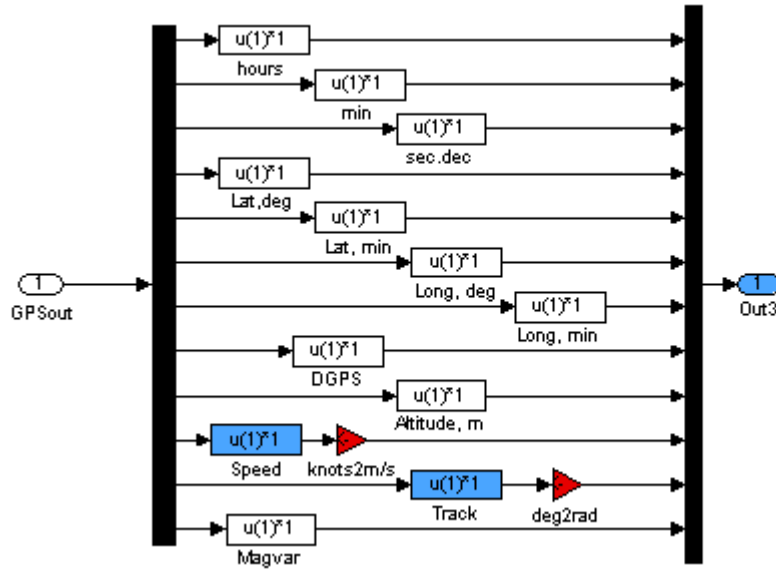 u(1)*1
hours
u(1)*1
min
u(1)*1
sec.dec
u(1)*1
Lat,deg
u(1)*1
Lat, min
u(1)*1
Long, deg
1
GPSout
1
Out3
u(1)*1
Long, min
u(1)*1
DGPS
u(1)*1
Altitude, m
u(1)*1
Speed
knots2m/s
u(1)*1
Track
deg2rad
u(1)*1
Magvar